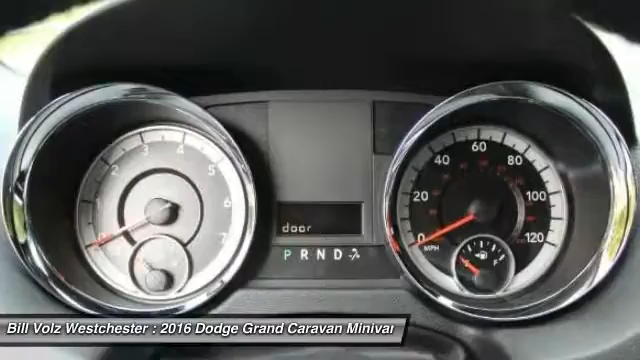 1 2 3 4 5 6 7
door
P R N D
0 20 40 60 80 100 120
MPH
F
Bill Volz Westchester : 2016 Dodge Grand Caravan Minivar